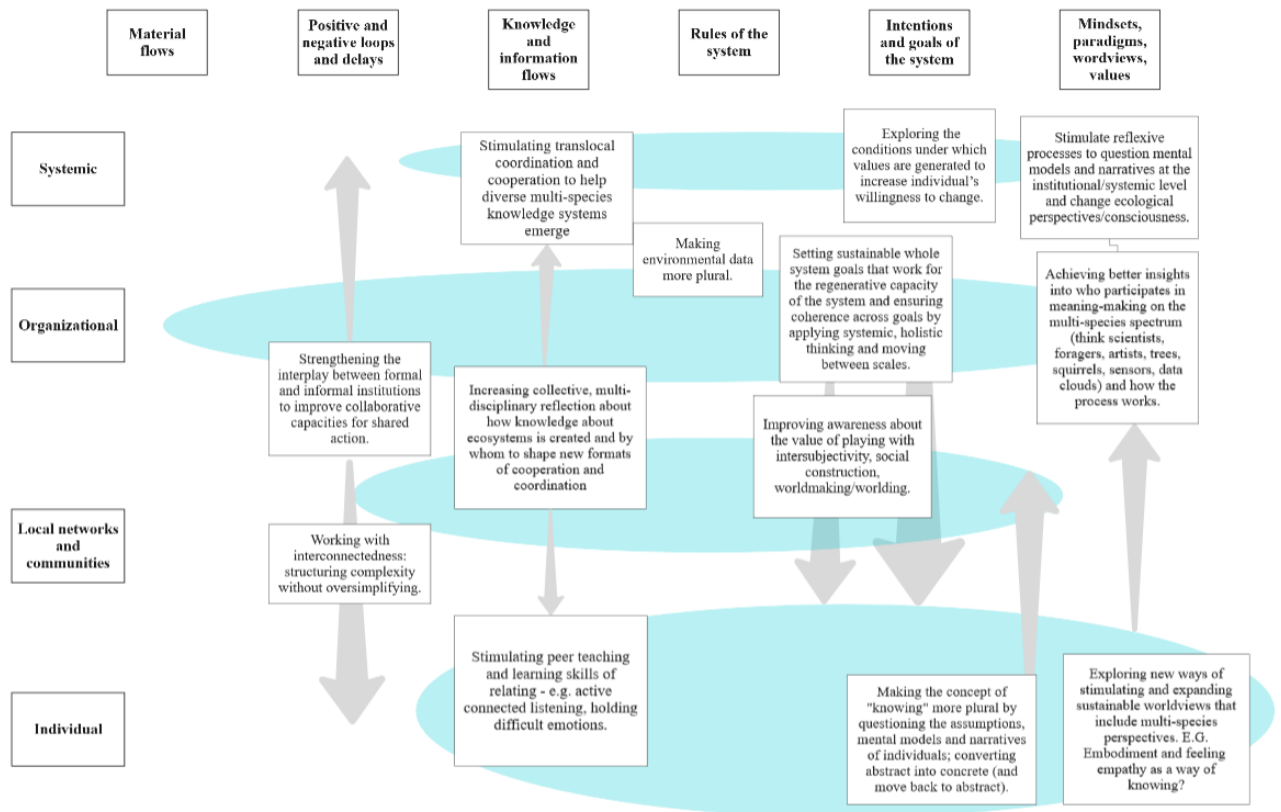 Material
flows
Positive and
negative loops
and delays
Knowledge
and
information
flows
Rules of the
system
Intentions
and goals of
the system
Mindsets,
paradigms,
wordviews,
values
Systemic
Stimulating translocal
coordination and
cooperation to help
diverse multi-species
knowledge systems
emerge
Exploring the
conditions under which
values are generated to
increase individual's
willingness to change.
Stimulate reflexive
processes to question mental
models and narratives at the
institutional/systemic level
and change ecological
perspectives/consciousness.
Making
environmental data
more plural.
Organizational
Strengthening the
interplay between formal
and informal institutions
to improve collaborative
capacities for shared
action.
Increasing collective, multi-
disciplinary reflection about
how knowledge about
ecosystems is created and by
whom to shape new formats
of cooperation and
coordination
Setting sustainable whole
system goals that work for
the regenerative capacity
of the system and ensuring
coherence across goals by
applying systemic, holistic
thinking and moving
between scales.
Achieving better insights
into who participates in
meaning-making on the
multi-species spectrum
(think scientists,
foragers, artists, trees,
squirrels, sensors, data
clouds) and how the
process works.
Improving awareness about
the value of playing with
intersubjectivity, social
construction,
worldmaking/worlding.
Local networks
and
communities
Working with
interconnectedness:
structuring complexity
without oversimplifying.
Individual
Stimulating peer teaching
and learning skills of
relating - e.g. active
connected listening, holding
difficult emotions.
Making the concept of
"knowing" more plural by
questioning the assumptions,
mental models and narratives
of individuals; converting
abstract into concrete (and
move back to abstract).
Exploring new ways of
stimulating and expanding
sustainable worldviews that
include multi-species
perspectives. E.G.
Embodiment and feeling
empathy as a way of
knowing?